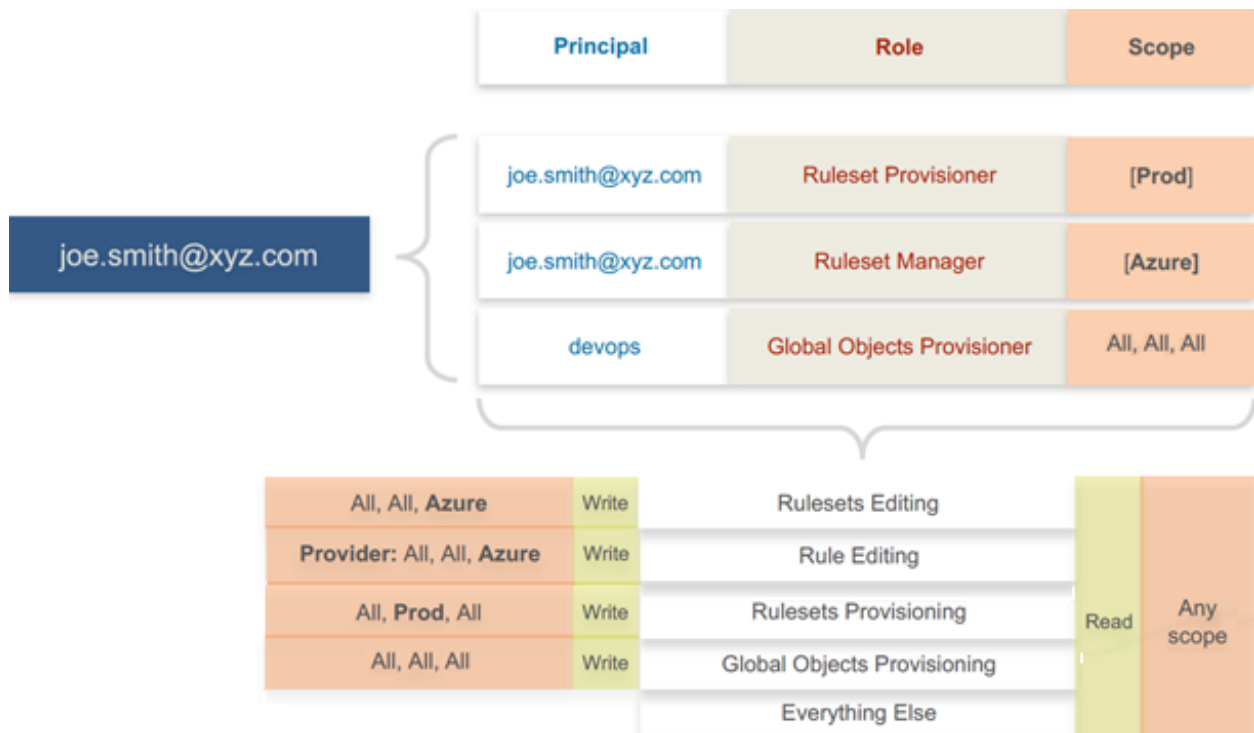 Principal Role Scope
joe.smith@xyz.com Ruleset Provisioner [Prod]
joe.smith@xyz.com
joe.smith@xyz.com Ruleset Manager [Azure]
devops Global Objects Provisioner All, All, All
All, All, Azure Write Rulesets Editing
Provider: All, All, Azure Write Rule Editing
All, Prod, All Write Rulesets Provisioning
Read
Any
scope
All, All, All Write Global Objects Provisioning
Everything Else